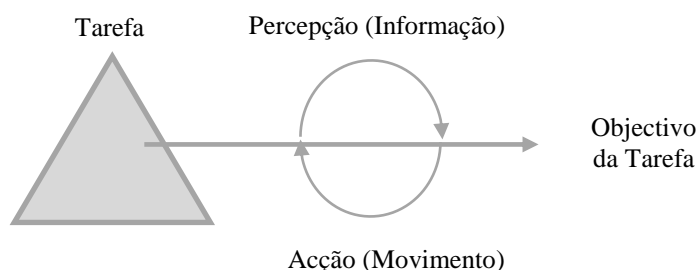 Tarefa
Percepção (Informação)
Objectivo
da Tarefa
Acção (Movimento)